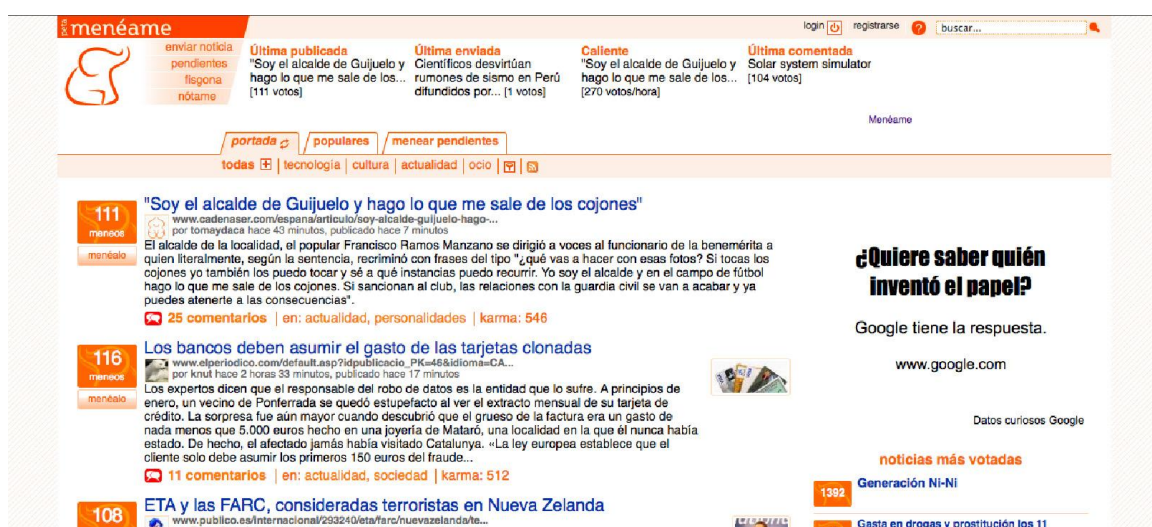 beta menéame
login registrarse ? buscar...
enviar noticia
pendientes
fisgona
nótame
Última publicada
"Soy el alcalde de Guijuelo y
hago lo que me sale de los...
[111 votos]
Última enviada
Científicos desvirtúan
rumones de sismo en Perú
difundidos por... [1 votos]
Caliente
"Soy el alcalde de Guijuelo y
hago lo que me sale de los...
[270 votos/hora]
Última comentada
Solar system simulator
[104 votos]
Menéame
portada populares menear pendientes
todas + | tecnología | cultura | actualidad | ocio |
111
meneos
menéalo
"Soy el alcalde de Guijuelo y hago lo que me sale de los cojones"
www.cadenaser.com/espana/articulo/soy-alcalde-guijuelo-hago-...
por tomaydaca hace 43 minutos, publicado hace 7 minutos
El alcalde de la localidad, el popular Francisco Ramos Manzano se dirigió a voces al funcionario de la benemérita a
quien literalmente, según la sentencia, recriminó con frases del tipo "¿qué vas a hacer con esas fotos? Si tocas los
cojones yo también los puedo tocar y sé a qué instancias puedo recurrir. Yo soy el alcalde y en el campo de fútbol
hago lo que me sale de los cojones. Si sancionan al club, las relaciones con la guardia civil se van a acabar y ya
puedes atenerte a las consecuencias".
25 comentarios | en: actualidad, personalidades | karma: 546
116
meneos
menéalo
Los bancos deben asumir el gasto de las tarjetas clonadas
www.elperiodico.com/default.asp?idpublicacio_PK=46&idioma=CA...
por knut hace 2 horas 33 minutos, publicado hace 17 minutos
Los expertos dicen que el responsable del robo de datos es la entidad que lo sufre. A principios de
enero, un vecino de Ponferrada se quedó estupefacto al ver el extracto mensual de su tarjeta de
crédito. La sorpresa fue aún mayor cuando descubrió que el grueso de la factura era un gasto de
nada menos que 5.000 euros hecho en una joyería de Mataró, una localidad en la que él nunca había
estado. De hecho, el afectado jamás había visitado Catalunya. «La ley europea establece que el
cliente solo debe asumir los primeros 150 euros del fraude...
11 comentarios | en: actualidad, sociedad | karma: 512
108
ETA y las FARC, consideradas terroristas en Nueva Zelanda
www.publico.es/internacional/293240/eta/farc/nuevazelanda/te...
¿Quiere saber quién
inventó el papel?
Google tiene la respuesta.
www.google.com
Datos curiosos Google
noticias más votadas
1392
Generación Ni-Ni
Gasta en drogas y prostitución los 11